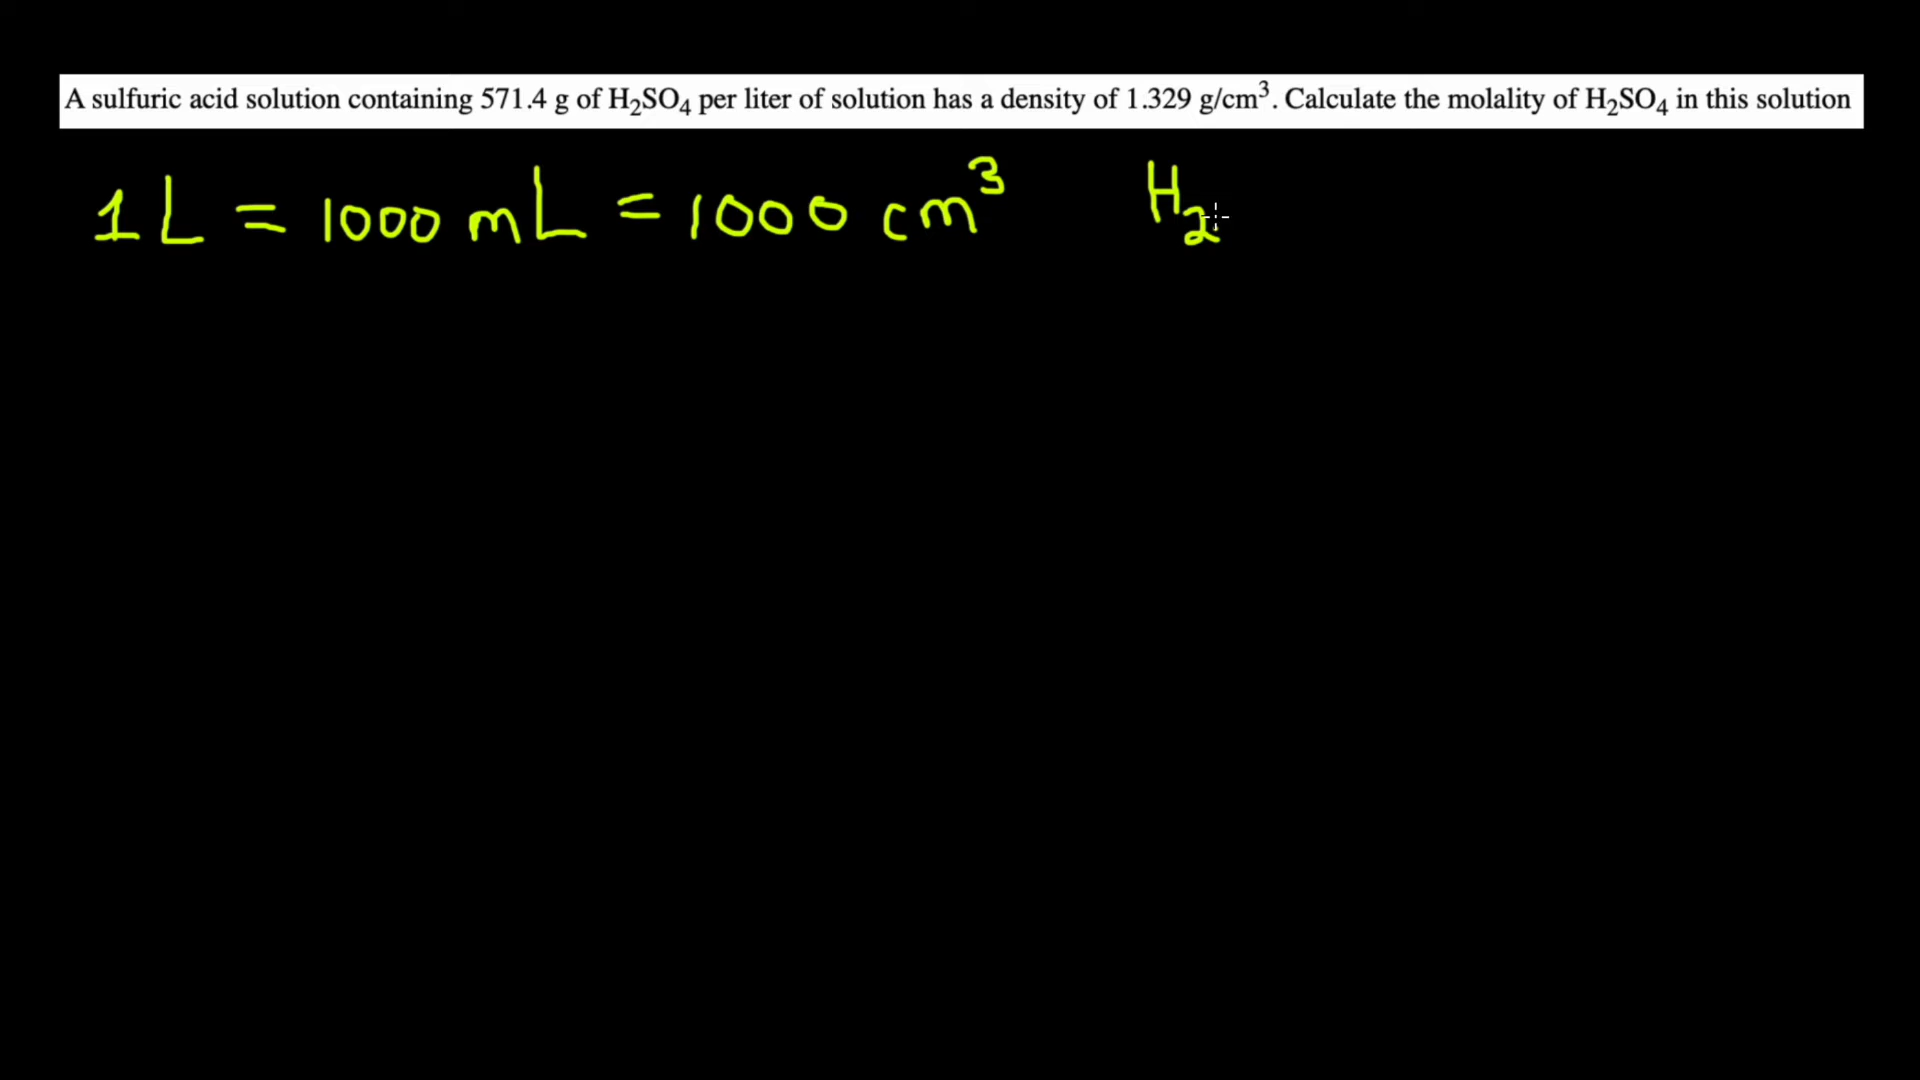 A sulfuric acid solution containing 571.4 g of H₂SO₄ per liter of solution has a density of 1.329 g/cm³. Calculate the molality of H₂SO₄ in this solution
1 L = 1000 mL = 1000 cm³ H₂